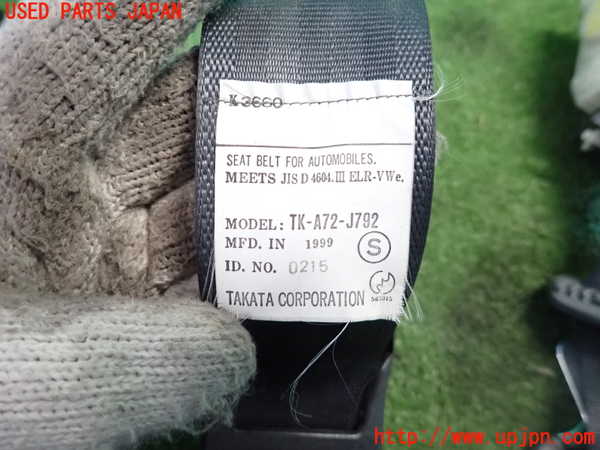 USED PARTS JAPAN
K3660
SEAT BELT FOR AUTOMOBILES.
MEETS JIS D 4604.III ELR-VWe.
MODEL: TK-A72-J792
MFD. IN 1999
S
ID. NO. 0215
TAKATA CORPORATION
http://www.upjpn.com/